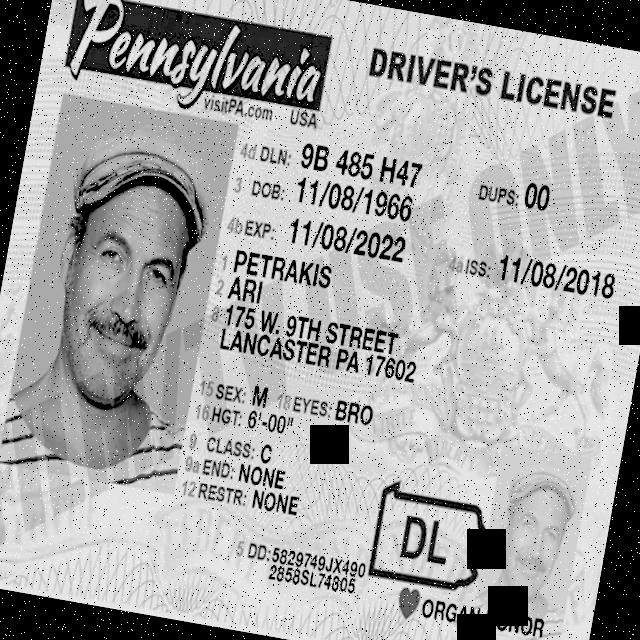 Pennsylvania
visitPA.com USA
DRIVER'S LICENSE
4d DLN: 9B 485 H47
DUPS: 00
3 DOB: 11/08/1966
4b EXP: 11/08/2022
4a ISS: 11/08/2018
1 PETRAKIS
2 ARI
8 175 W. 9TH STREET
LANCASTER PA 17602
15 SEX: M 18 EYES: BRO
16 HGT: 6'-00"
9 CLASS: C
9a END: NONE
12 RESTR: NONE
DL
5 DD: 5829749JX490
2858SL74605